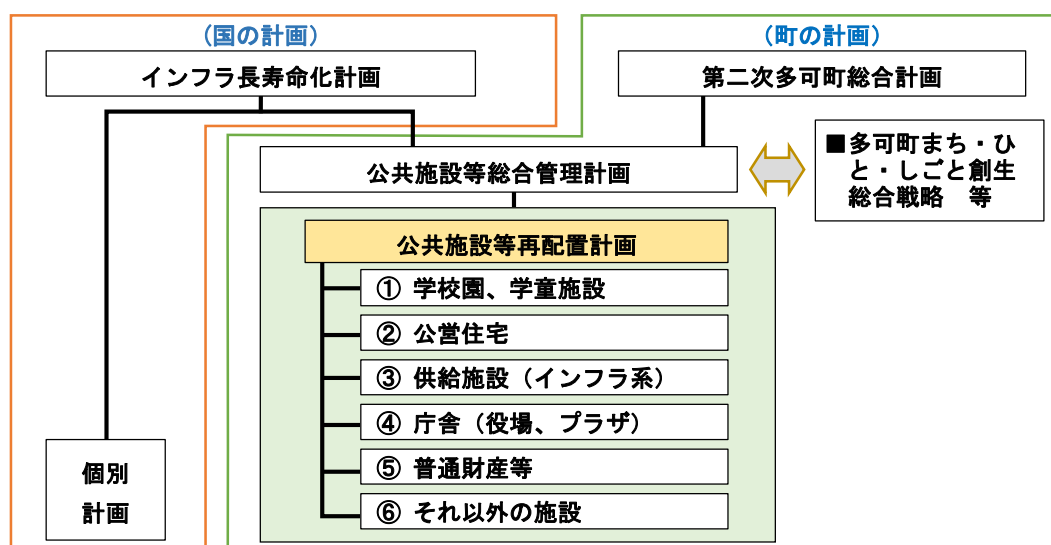 (国の計画)
インフラ長寿命化計画
(町の計画)
第二次多可町総合計画
■多可町まち・ひ
と・しごと創生
総合戦略　等
公共施設等総合管理計画
公共施設等再配置計画
① 学校園、学童施設
② 公営住宅
③ 供給施設（インフラ系）
④ 庁舎（役場、プラザ）
⑤ 普通財産等
⑥ それ以外の施設
個別
計画